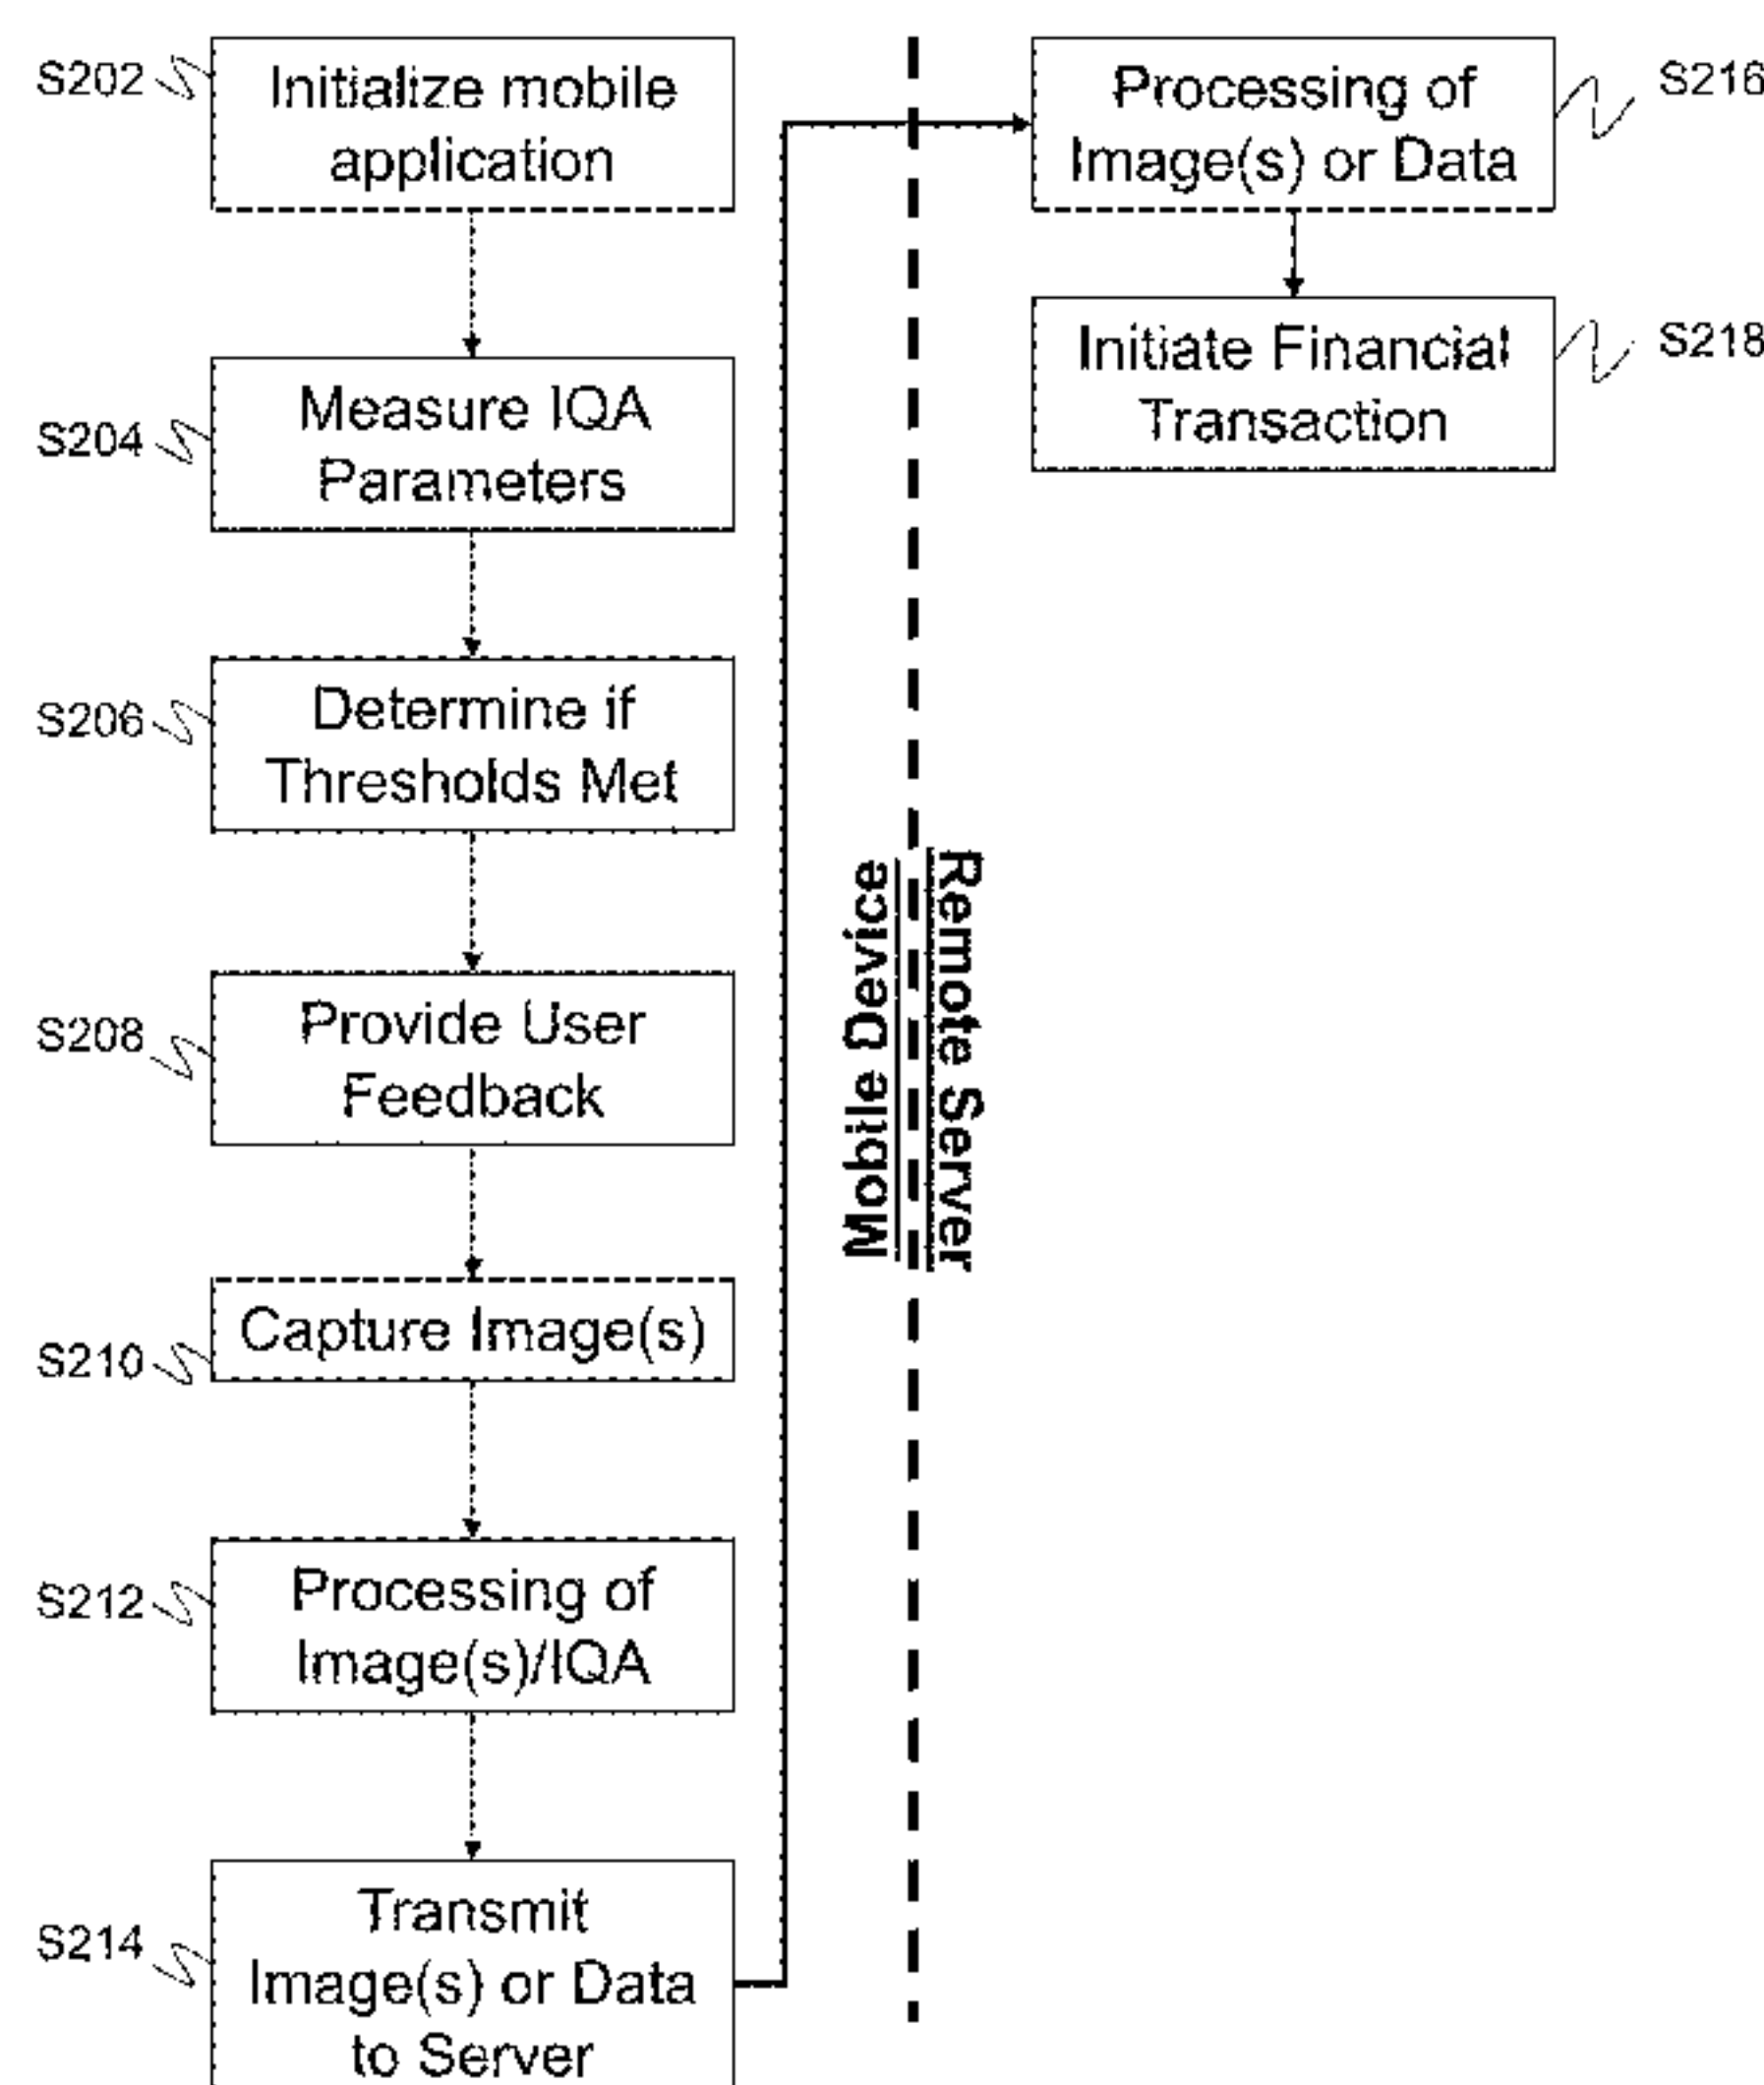 S202
Initialize mobile
application
S204
Measure IQA
Parameters
S206
Determine if
Thresholds Met
S208
Provide User
Feedback
S210
Capture Image(s)
S212
Processing of
Image(s)/IQA
S214
Transmit
Image(s) or Data
to Server
Mobile Device
Remote Server
Processing of
Image(s) or Data
S216
Initiate Financial
Transaction
S218